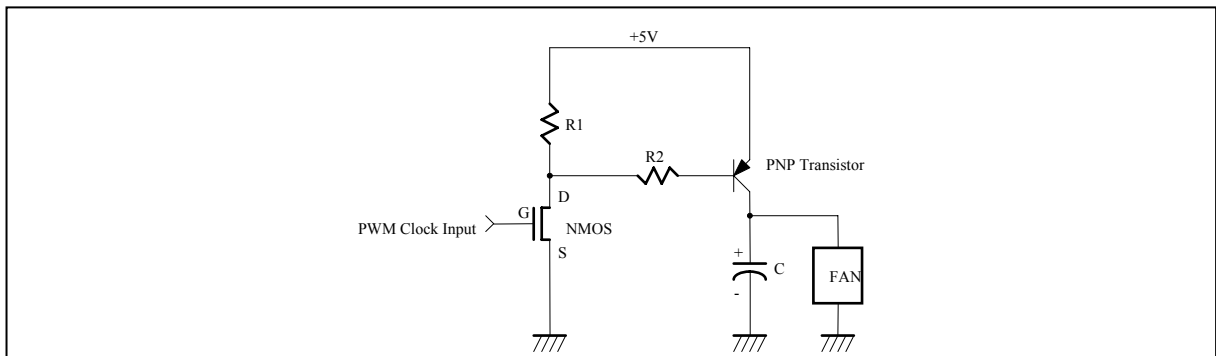 +5V
R1
R2
PNP Transistor
D
G
PWM Clock Input
NMOS
S
+
C
-
FAN